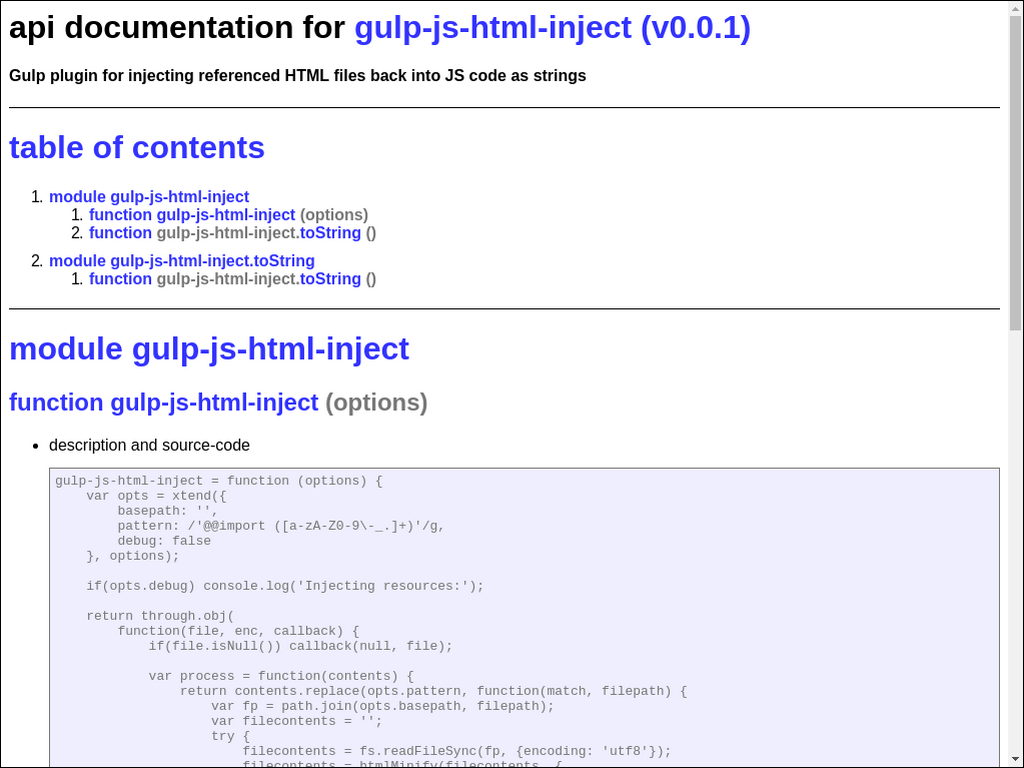 api documentation for gulp-js-html-inject (v0.0.1)
Gulp plugin for injecting referenced HTML files back into JS code as strings
table of contents
1. module gulp-js-html-inject
1. function gulp-js-html-inject (options)
2. function gulp-js-html-inject.toString ()
2. module gulp-js-html-inject.toString
1. function gulp-js-html-inject.toString ()
module gulp-js-html-inject
function gulp-js-html-inject (options)
• description and source-code
gulp-js-html-inject = function (options) {
    var opts = xtend({
        basepath: '',
        pattern: /'@@import ([a-zA-Z0-9\-_.]+)'/g,
        debug: false
    }, options);
    if(opts.debug) console.log('Injecting resources:');
    return through.obj(
        function(file, enc, callback) {
            if(file.isNull()) callback(null, file);
            var process = function(contents) {
                return contents.replace(opts.pattern, function(match, filepath) {
                    var fp = path.join(opts.basepath, filepath);
                    var filecontents = '';
                    try {
                        filecontents = fs.readFileSync(fp, {encoding: 'utf8'});
                        filecontents = htmlMinify(filecontents, {